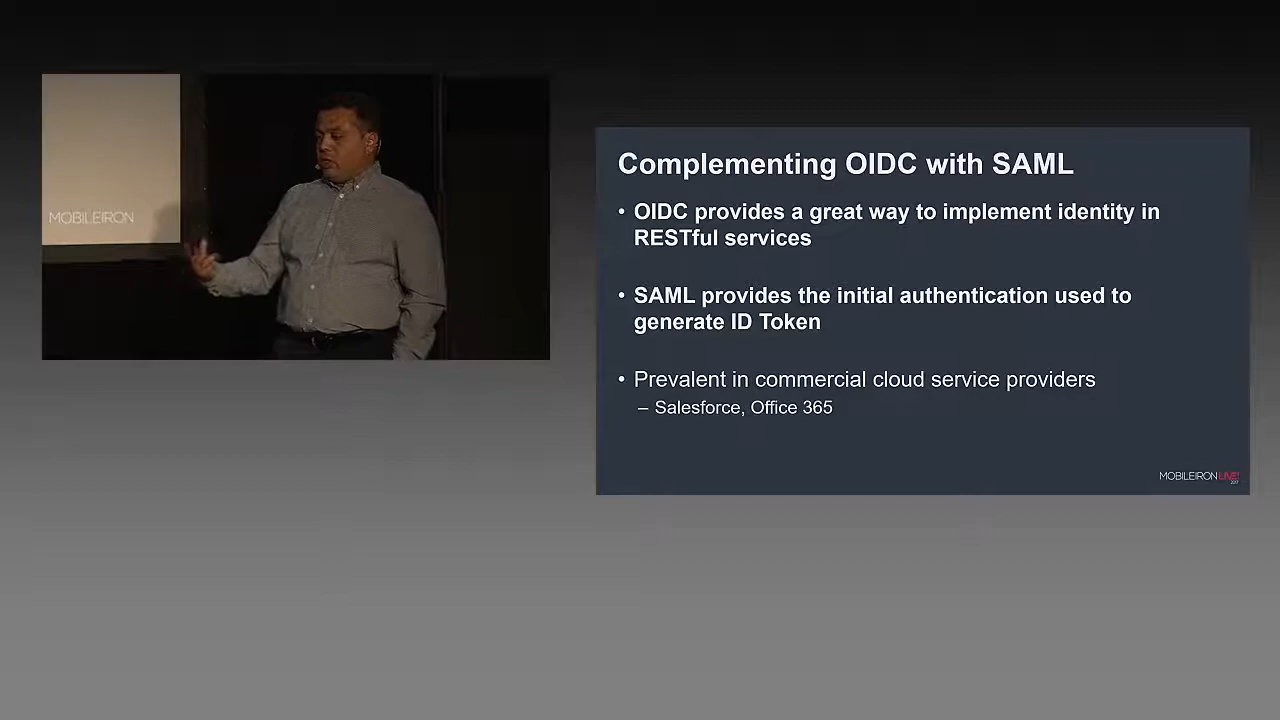 MOBILEIRON
Complementing OIDC with SAML
• OIDC provides a great way to implement identity in
RESTful services
• SAML provides the initial authentication used to
generate ID Token
• Prevalent in commercial cloud service providers
– Salesforce, Office 365
MOBILEIRON LIVE!
2017